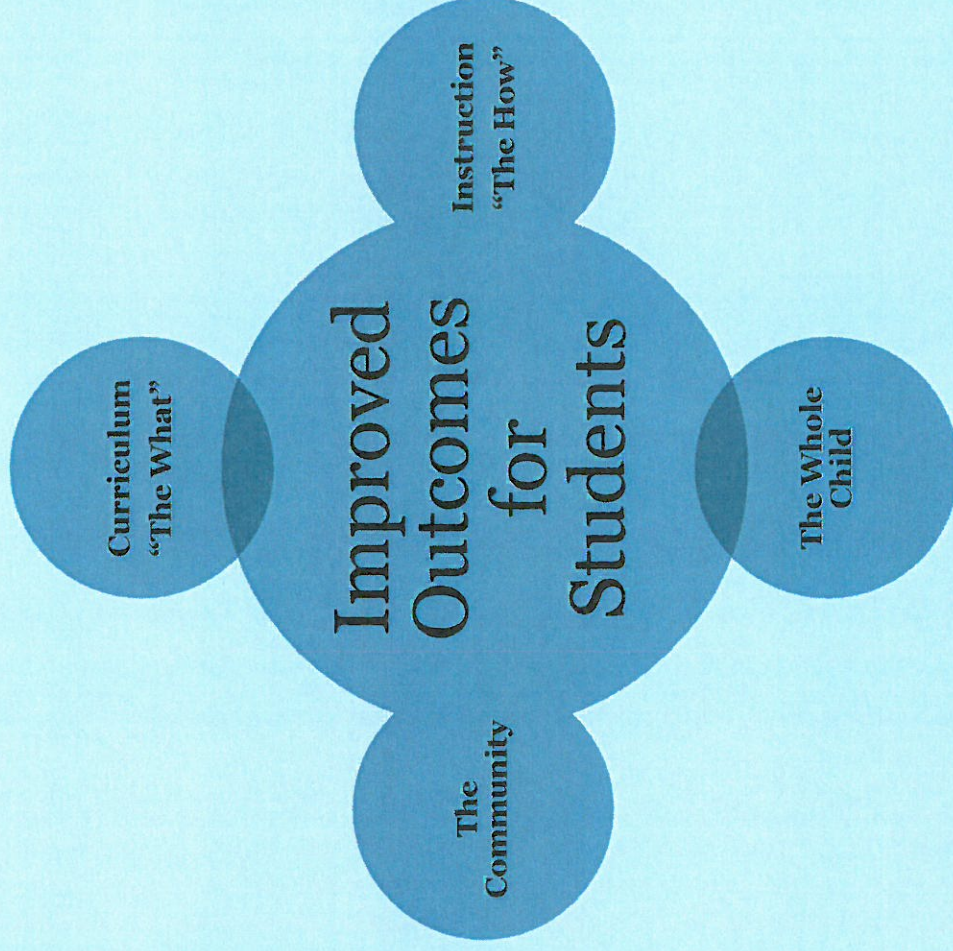 The
Community
The Whole
Child
Improved
Outcomes
for
Students
Curriculum
“The What”
Instruction
“The How”